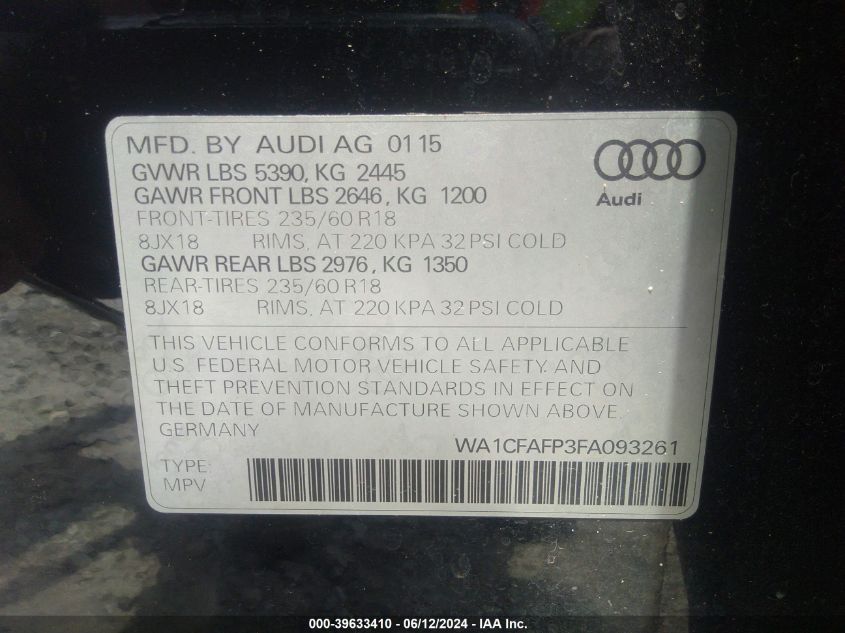 MFD. BY AUDI AG 01 15
GVWR LBS 5390, KG 2445
GAWR FRONT LBS 2646, KG 1200
FRONT-TIRES 235/60 R18
8JX18 RIMS, AT 220 KPA 32 PSI COLD
GAWR REAR LBS 2976, KG 1350
REAR-TIRES 235/60 R18
8JX18 RIMS, AT 220 KPA 32 PSI COLD
Audi
THIS VEHICLE CONFORMS TO ALL APPLICABLE
U.S. FEDERAL MOTOR VEHICLE SAFETY AND
THEFT PREVENTION STANDARDS IN EFFECT ON
THE DATE OF MANUFACTURE SHOWN ABOVE.
GERMANY
WA1CFAFP3FA093261
TYPE:
MPV
000-39633410 - 06/12/2024 - IAA Inc.